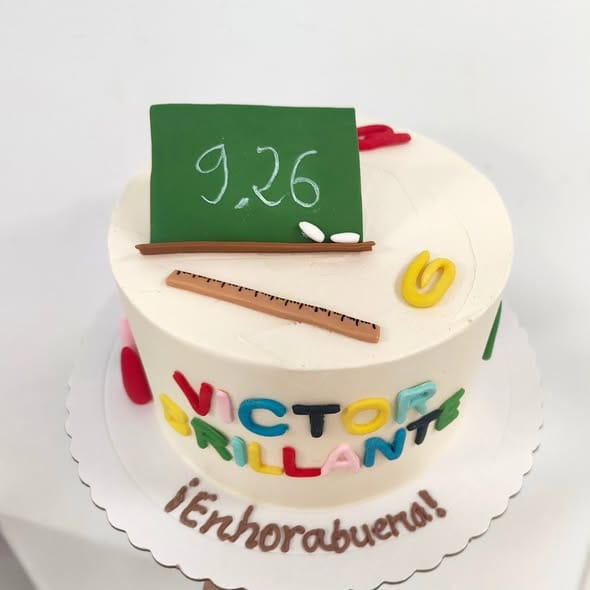 9,26
VICTOR
BRILLANTE
¡Enhorabuena!